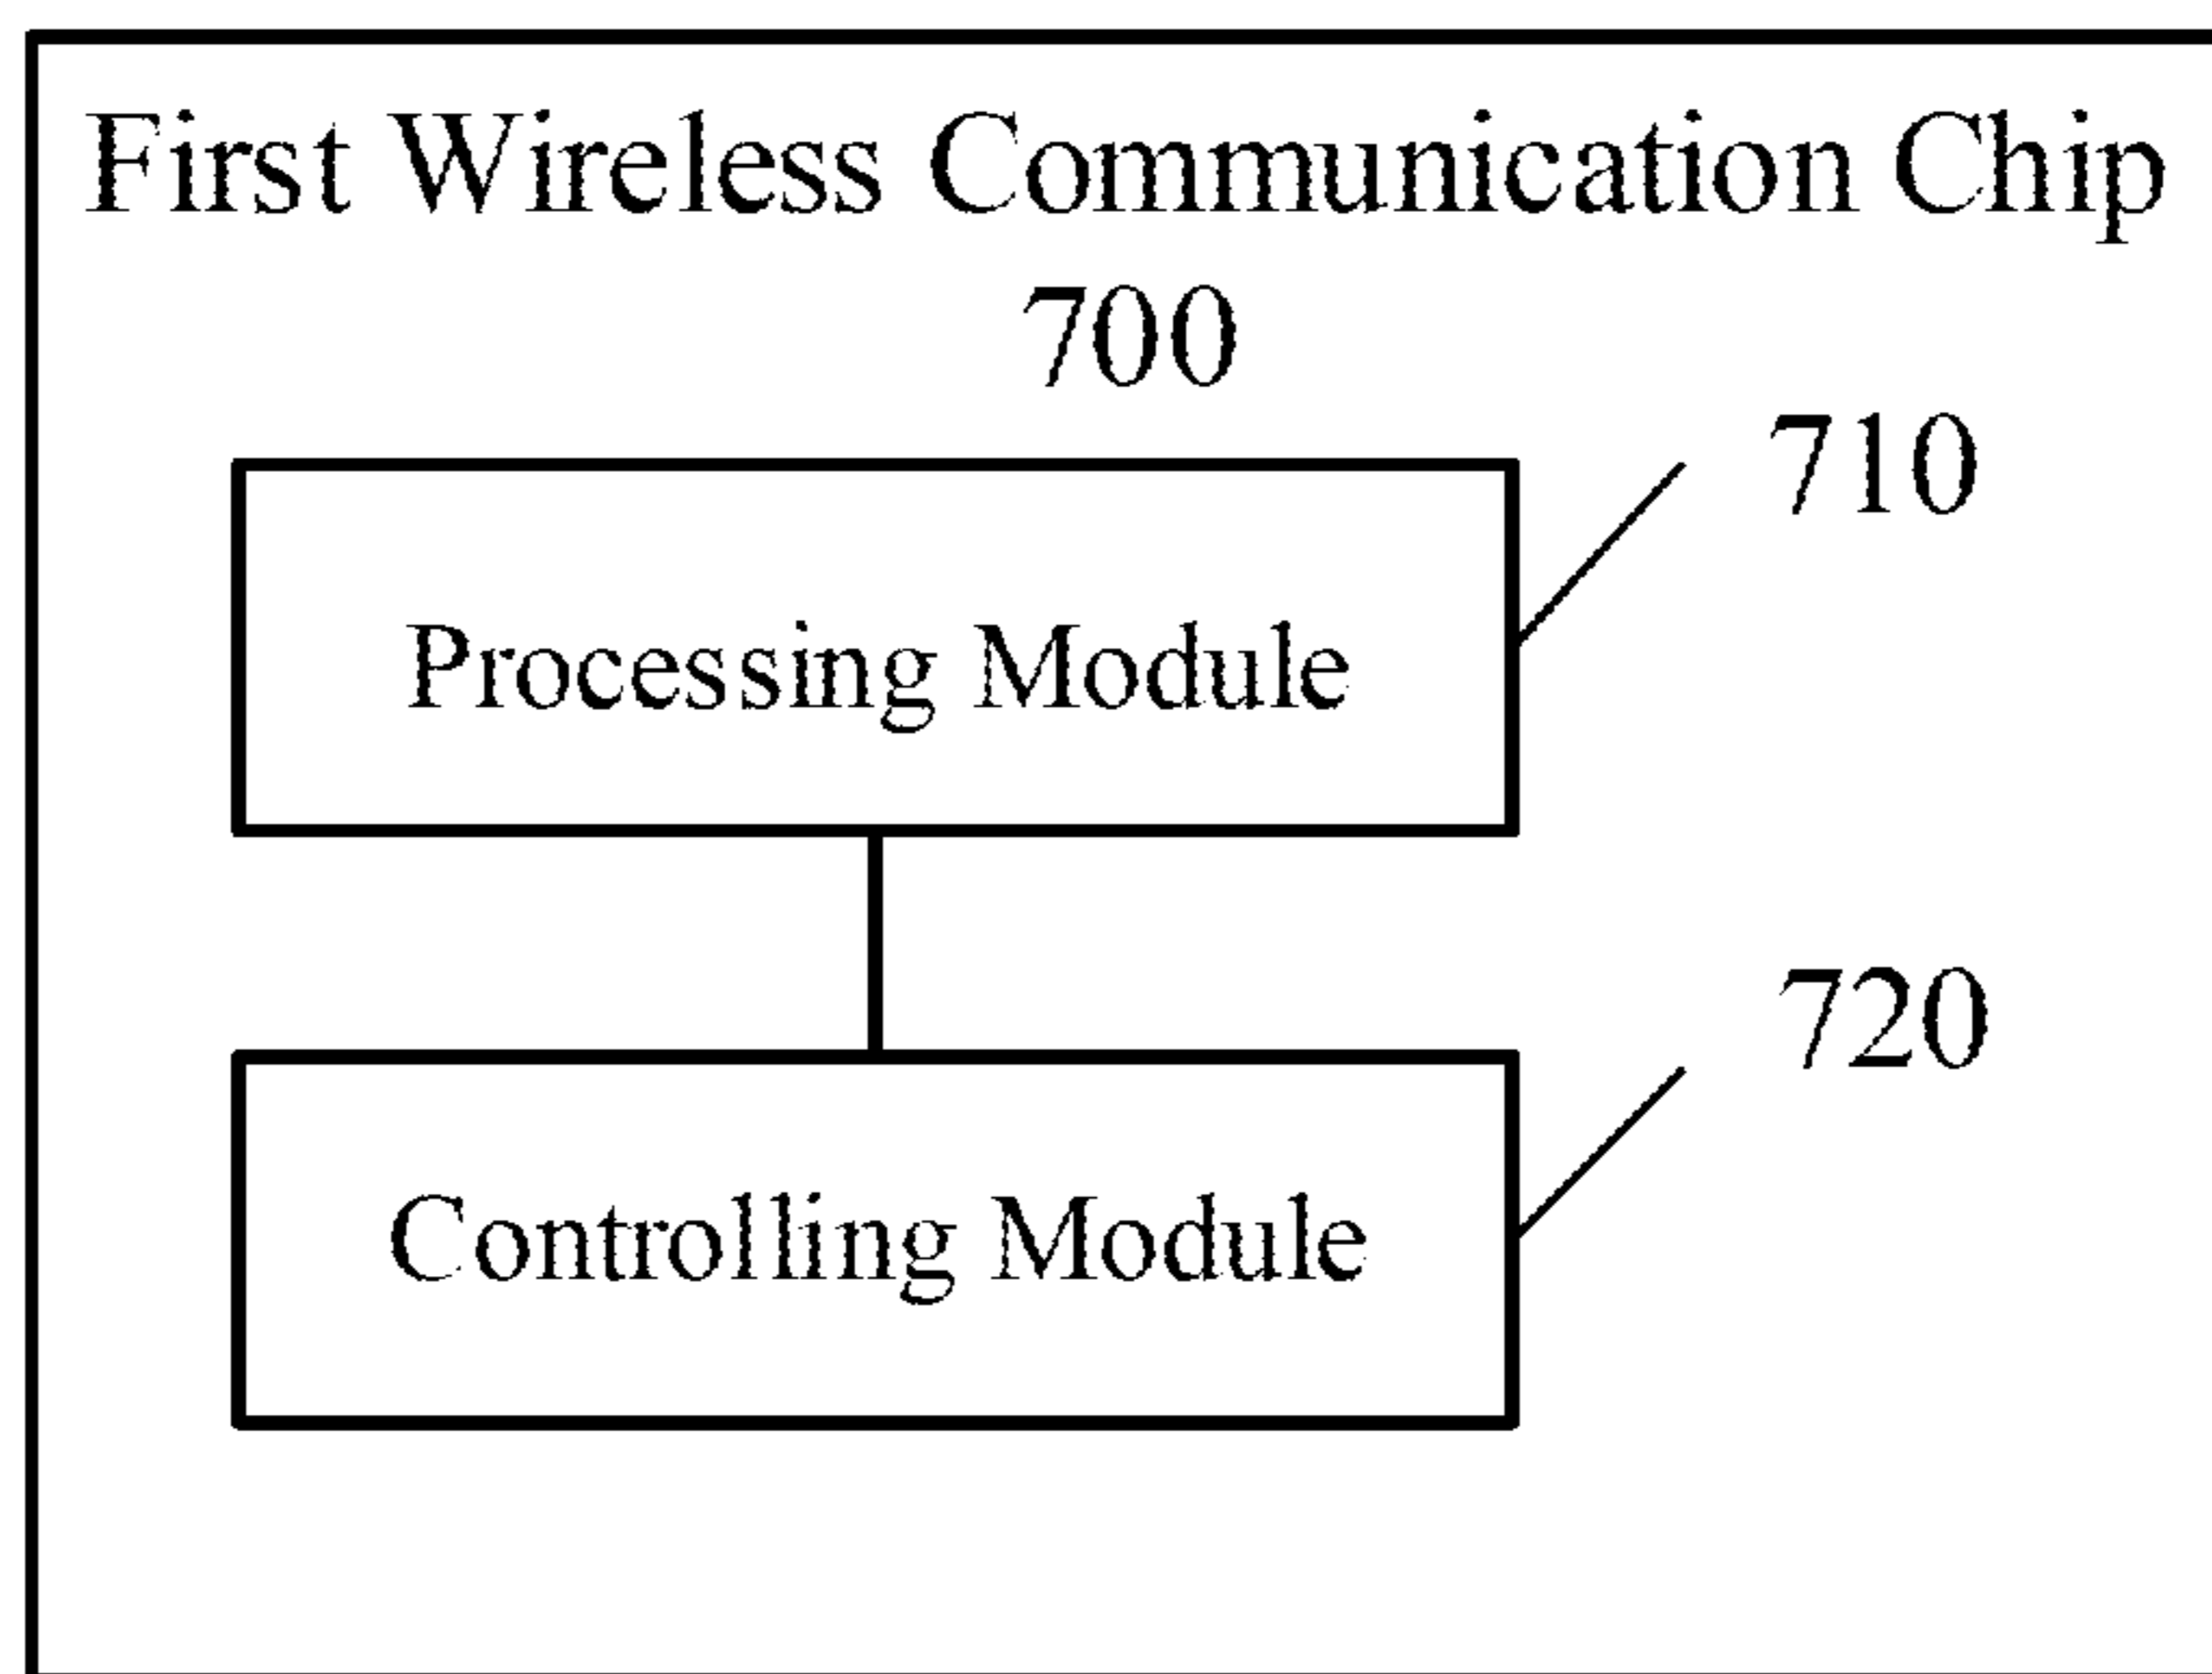 First Wireless Communication Chip
700
710
Processing Module
720
Controlling Module